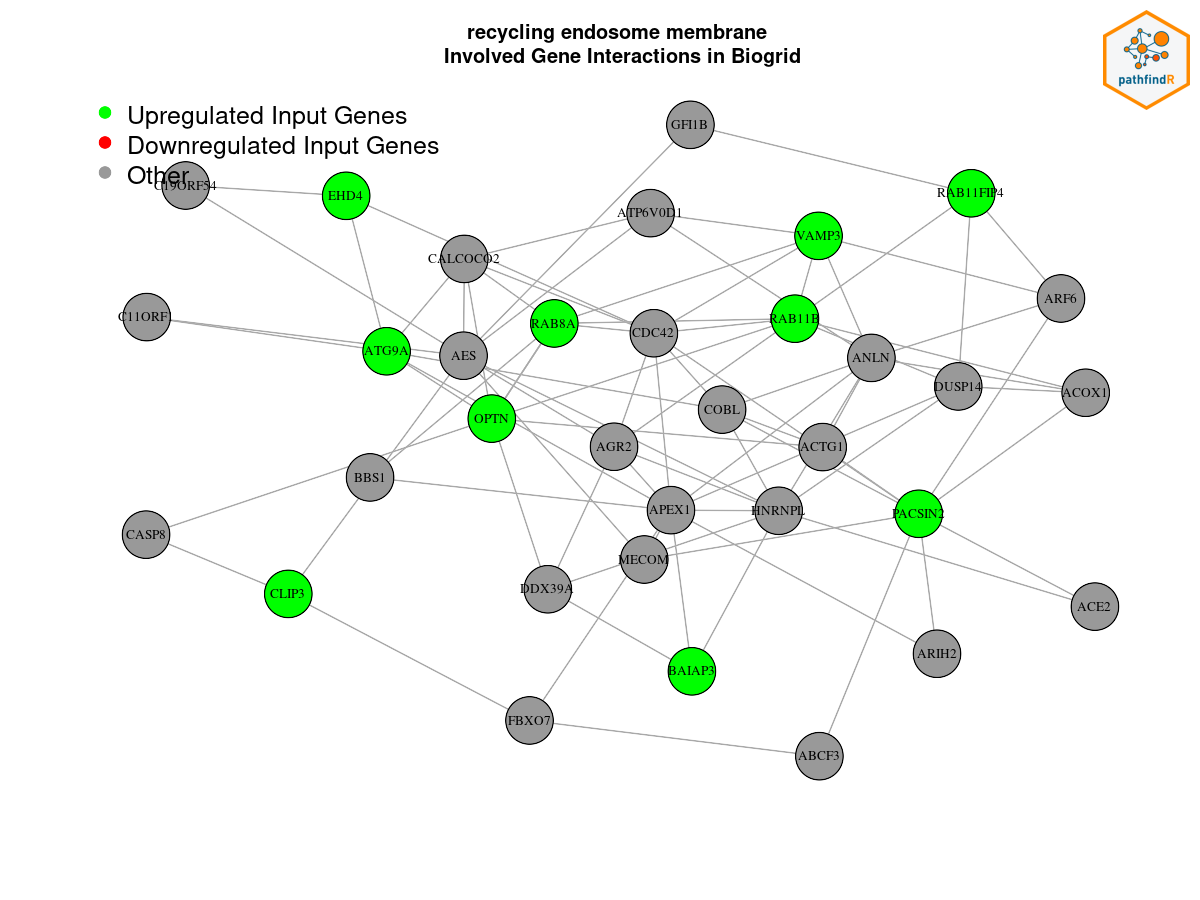 recycling endosome membrane
Involved Gene Interactions in Biogrid
pathfindR
Upregulated Input Genes
Downregulated Input Genes
Other
GFI1B
C19ORF54
EHD4
RAB11FIP4
ATP6V0D1
VAMP3
CALCOCO2
ARF6
C11ORF1
RAB8A
RAB11B
CDC42
ATG9A
AES
ANLN
DUSP14
ACOX1
COBL
OPTN
AGR2
ACTG1
BBS1
APEX1
HNRNPL
PACSIN2
CASP8
MECOM
DDX39A
CLIP3
ACE2
ARIH2
BAIAP3
FBXO7
ABCF3